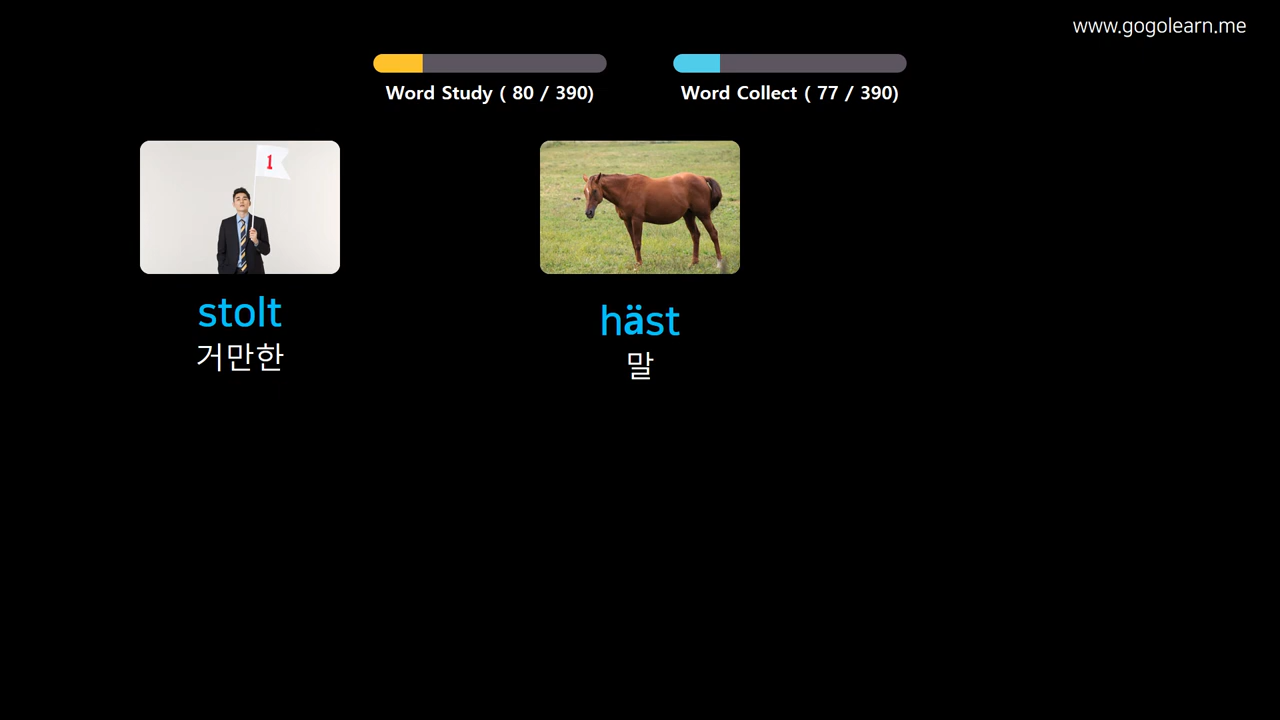 www.gogolearn.me
Word Study ( 80 / 390)
Word Collect ( 77 / 390)
1
stolt
거만한
häst
말